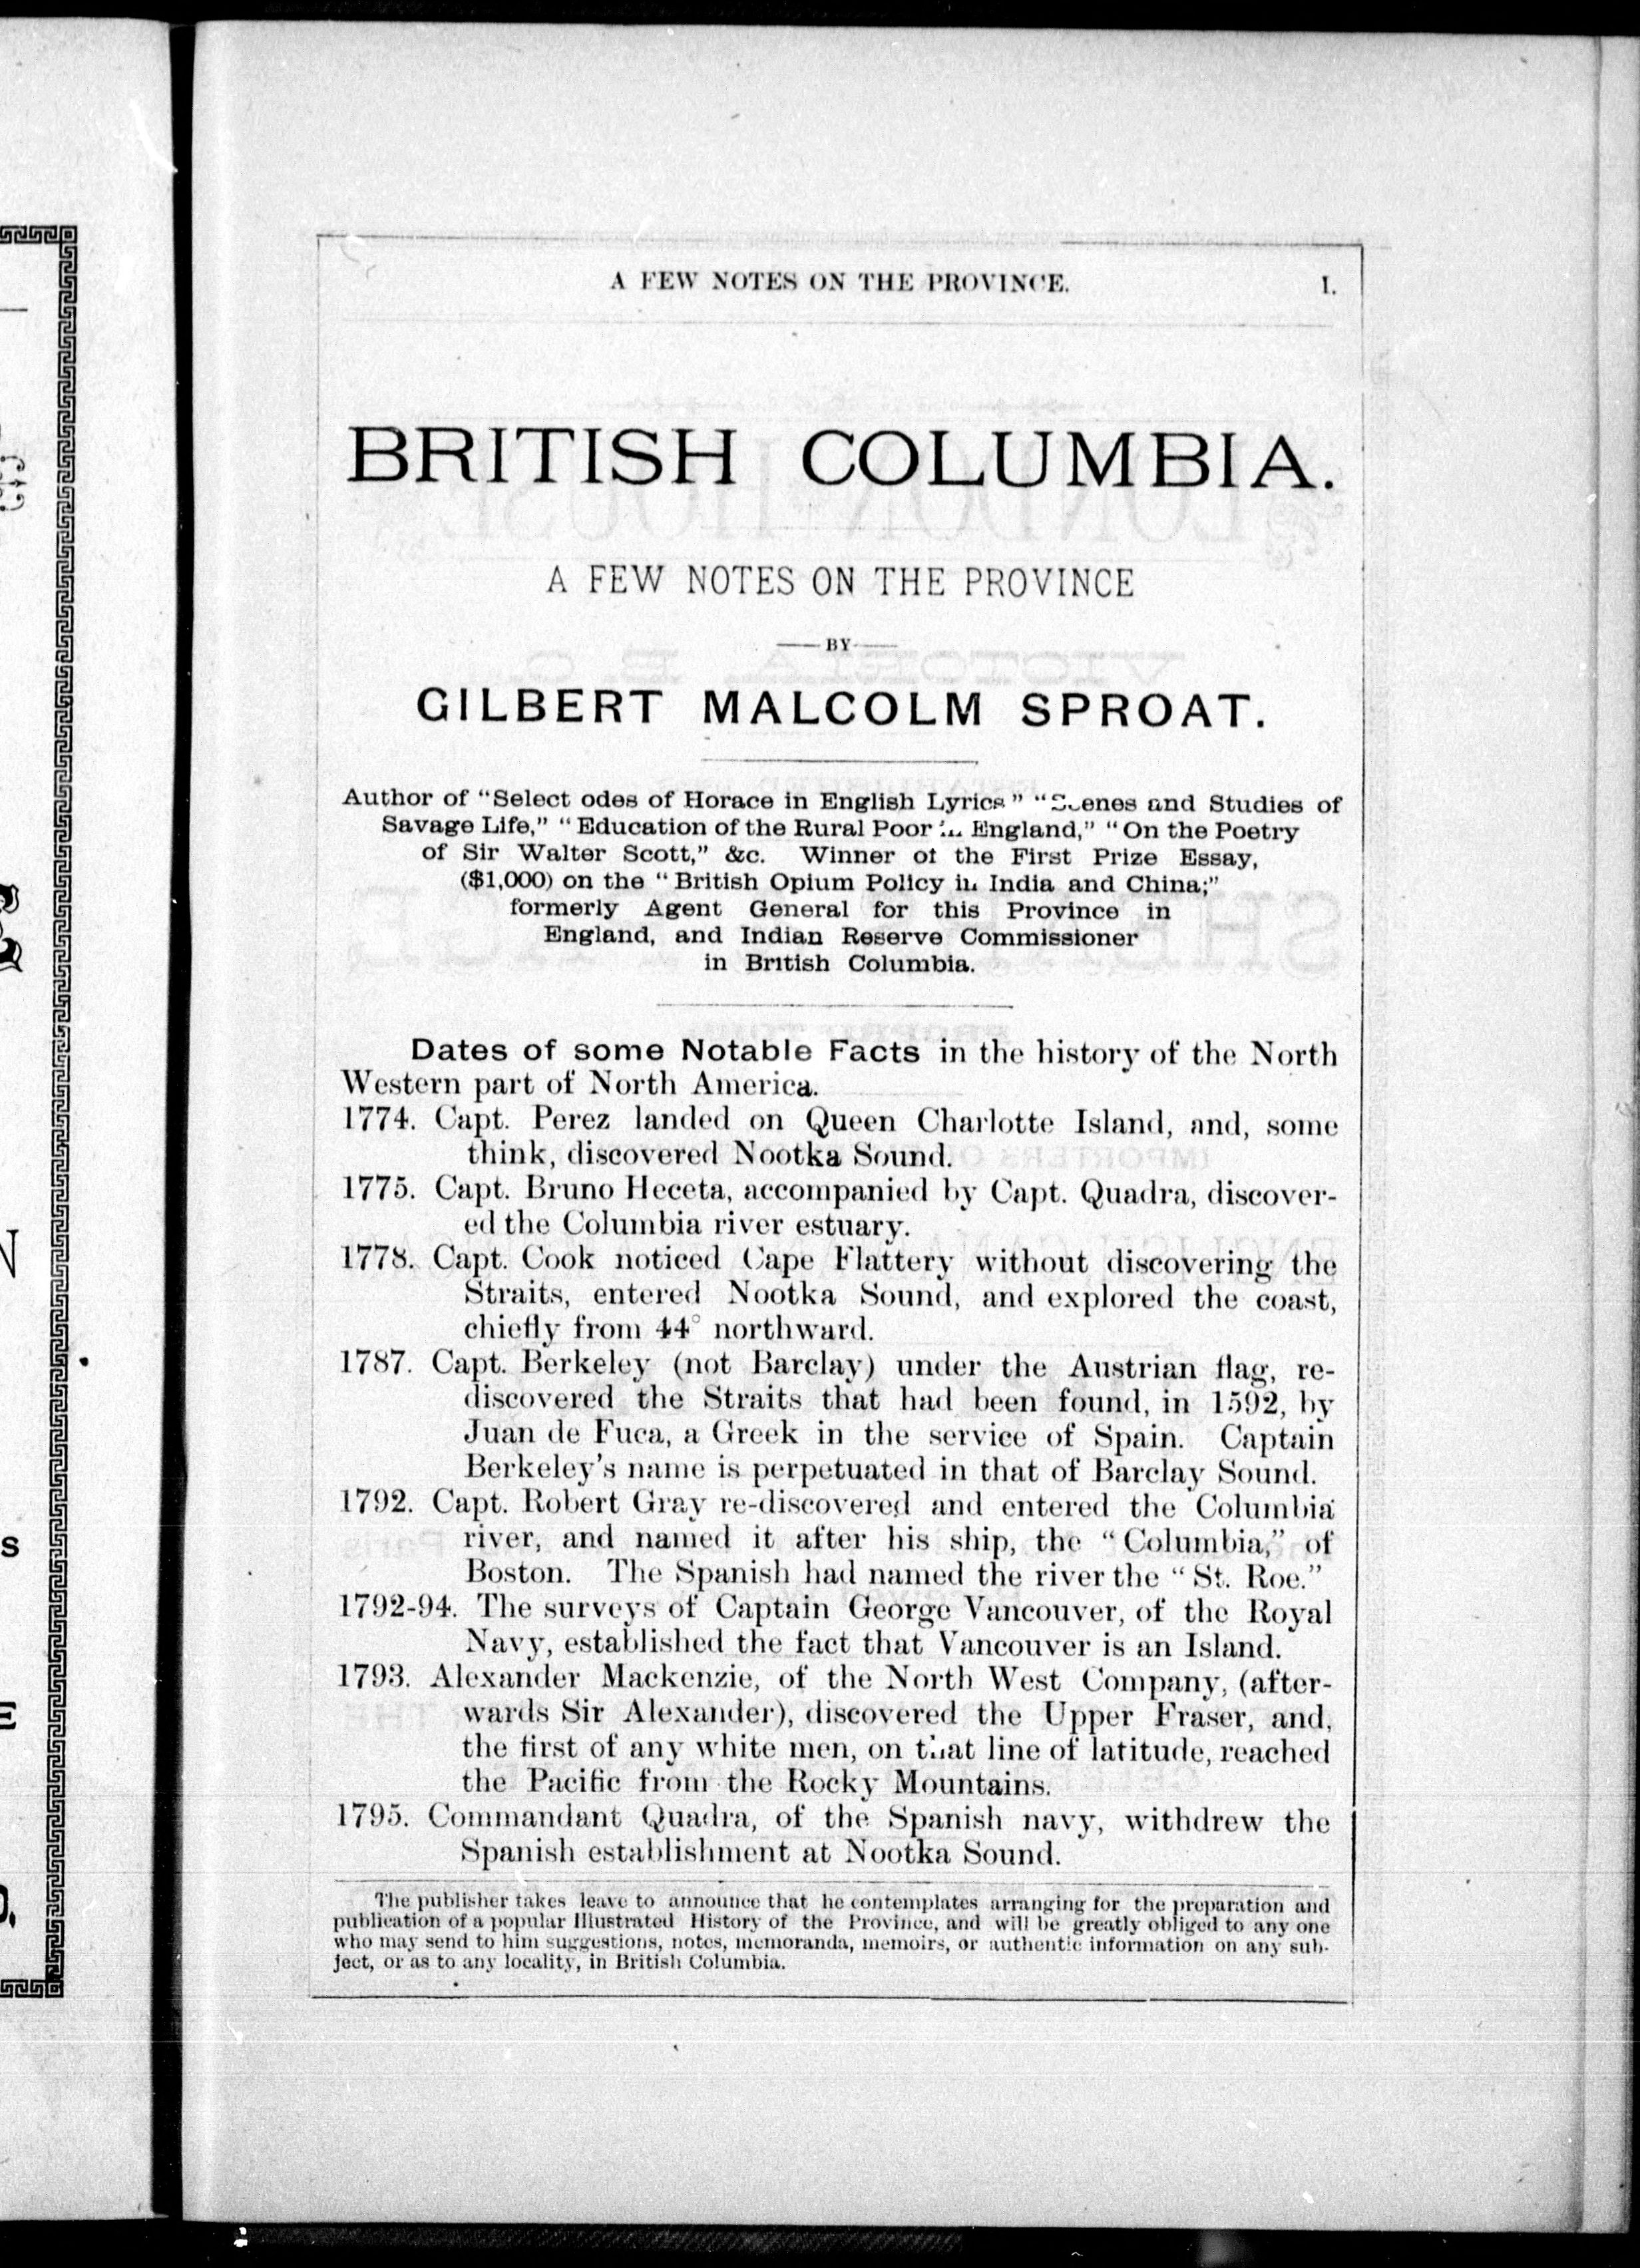 A FEW NOTES ON THE PROVINCE. I.
BRITISH COLUMBIA.
A FEW NOTES ON THE PROVINCE
BY
GILBERT MALCOLM SPROAT.
Author of "Select odes of Horace in English Lyrics" "Scenes and Studies of
Savage Life," "Education of the Rural Poor in England," "On the Poetry
of Sir Walter Scott," &c. Winner of the First Prize Essay,
($1,000) on the "British Opium Policy in India and China;"
formerly Agent General for this Province in
England, and Indian Reserve Commissioner
in British Columbia.
Dates of some Notable Facts in the history of the North
Western part of North America.
1774. Capt. Perez landed on Queen Charlotte Island, and, some
think, discovered Nootka Sound.
1775. Capt. Bruno Heceta, accompanied by Capt. Quadra, discover-
ed the Columbia river estuary.
1778. Capt. Cook noticed Cape Flattery without discovering the
Straits, entered Nootka Sound, and explored the coast,
chiefly from 44° northward.
1787. Capt. Berkeley (not Barclay) under the Austrian flag, re-
discovered the Straits that had been found, in 1592, by
Juan de Fuca, a Greek in the service of Spain. Captain
Berkeley's name is perpetuated in that of Barclay Sound.
1792. Capt. Robert Gray re-discovered and entered the Columbia
river, and named it after his ship, the "Columbia," of
Boston. The Spanish had named the river the "St. Roe."
1792-94. The surveys of Captain George Vancouver, of the Royal
Navy, established the fact that Vancouver is an Island.
1793. Alexander Mackenzie, of the North West Company, (after-
wards Sir Alexander), discovered the Upper Fraser, and,
the first of any white men, on that line of latitude, reached
the Pacific from the Rocky Mountains.
1795. Commandant Quadra, of the Spanish navy, withdrew the
Spanish establishment at Nootka Sound.
The publisher takes leave to announce that he contemplates arranging for the preparation and
publication of a popular Illustrated History of the Province, and will be greatly obliged to any one
who may send to him suggestions, notes, memoranda, memoirs, or authentic information on any sub-
ject, or as to any locality, in British Columbia.